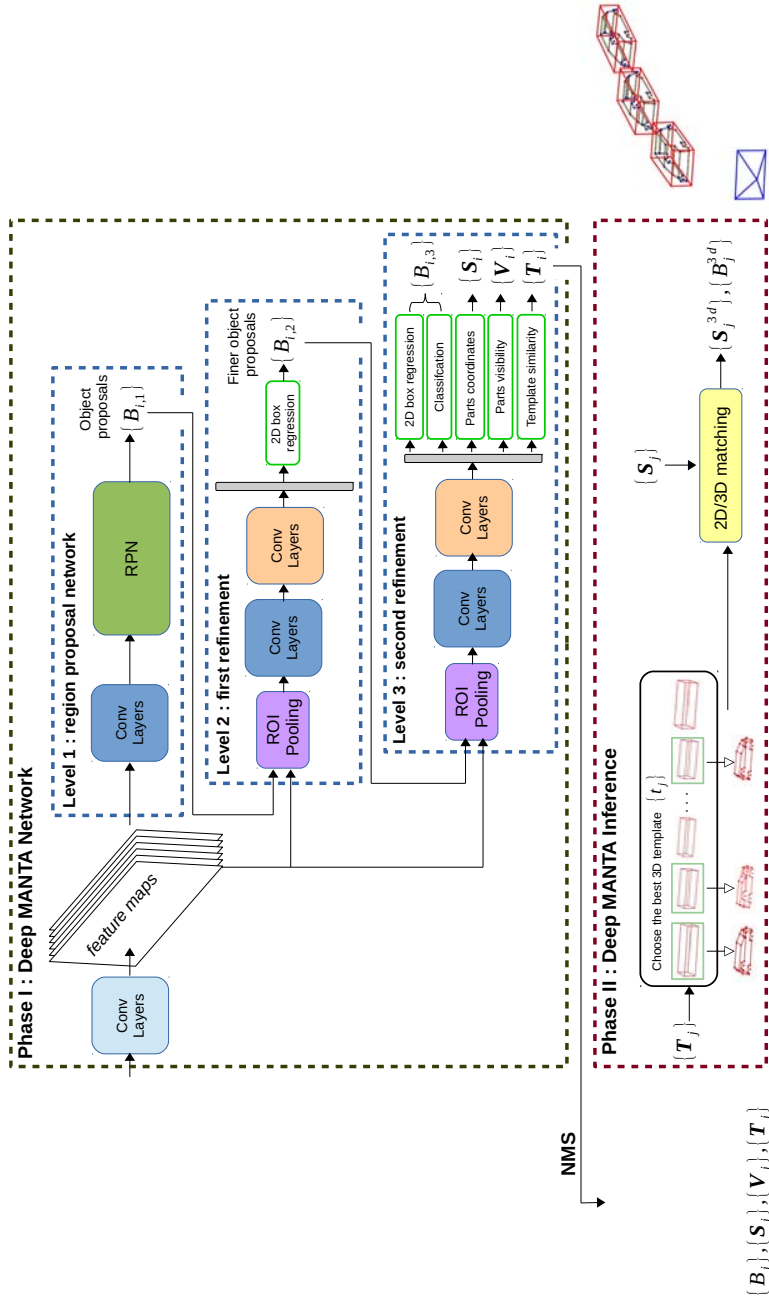 Phase I : Deep MANTA Network
Conv
Layers
feature maps
Level 1 : region proposal network
Conv
Layers
RPN
Object
proposals
{B_{i,1}}
Level 2 : first refinement
ROI
Pooling
Conv
Layers
Conv
Layers
2D box
regression
Finer object
proposals
{B_{i,2}}
Level 3 : second refinement
ROI
Pooling
Conv
Layers
Conv
Layers
2D box regression
Classifcation
Parts coordinates
Parts visibility
Template similarity
{B_{i,3}}
{S_i}
{V_i}
{T_i}
NMS
{B_j},{S_j},{V_j},{T_j}
Phase II : Deep MANTA Inference
{T_j}
Choose the best 3D template {t_j}
...
{S_j}
2D/3D matching
{S_j^{3d}},{B_j^{3d}}